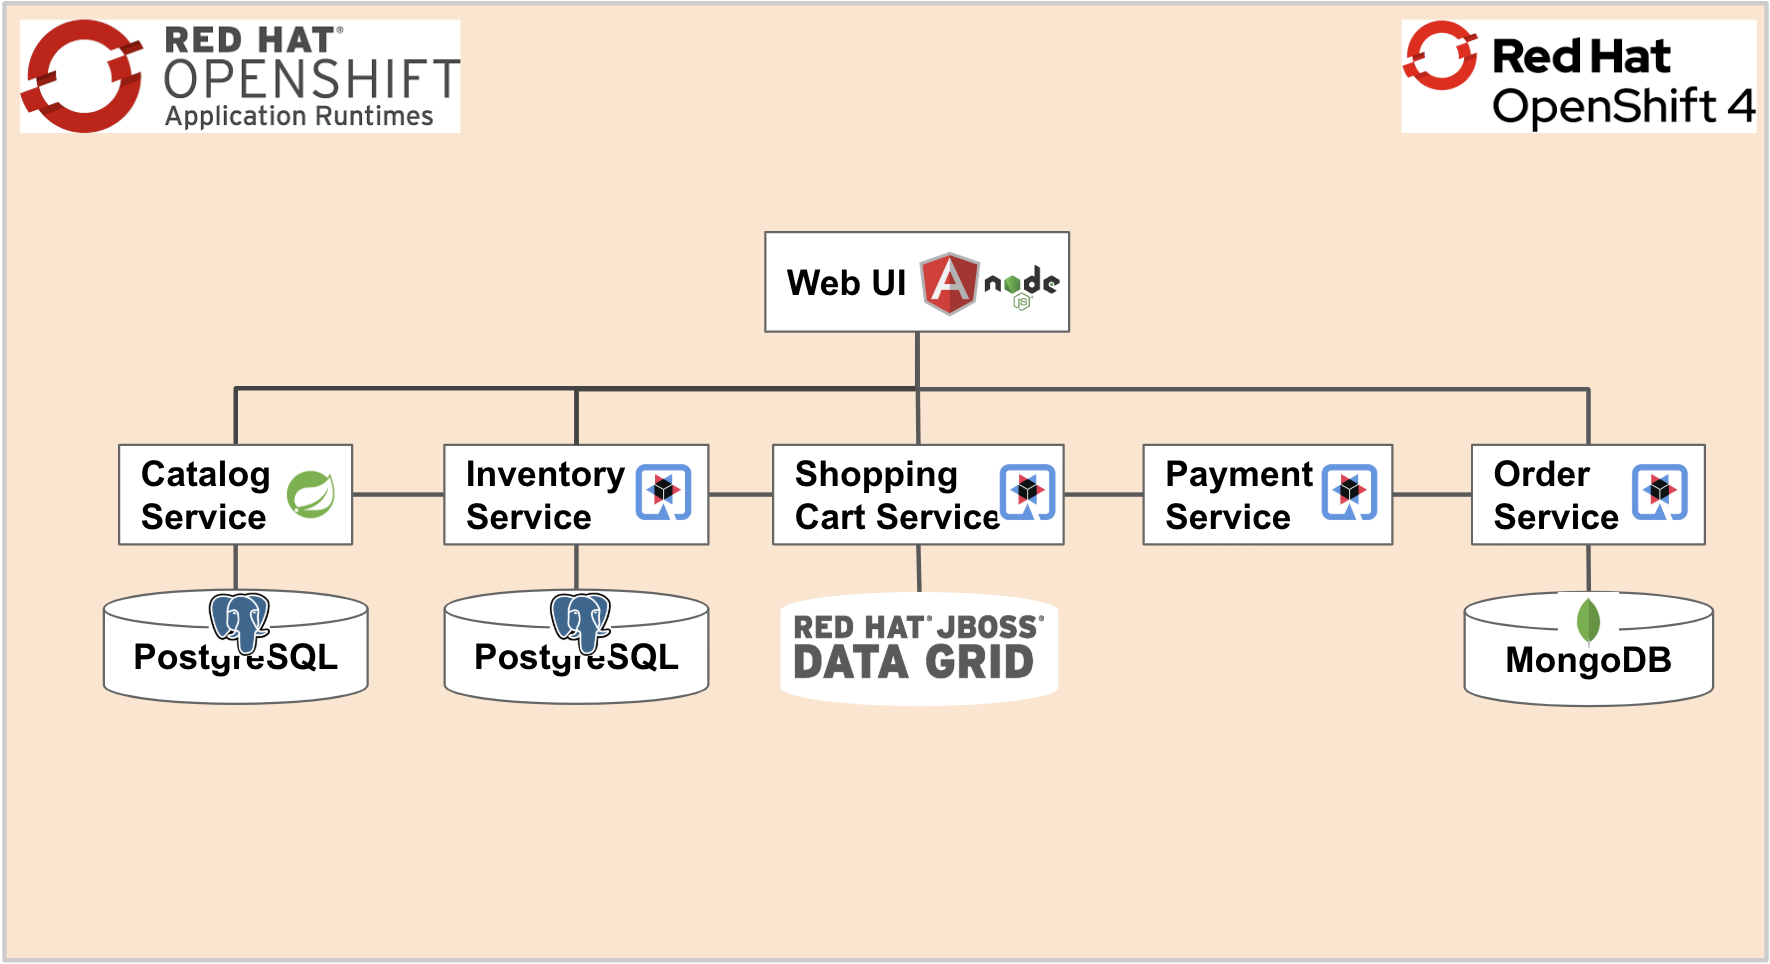 RED HAT®
OPENSHIFT
Application Runtimes
Red Hat
OpenShift 4
Web UI
A
node
JS
Catalog
Service
Inventory
Service
Shopping
Cart Service
Payment
Service
Order
Service
PostgreSQL
PostgreSQL
RED HAT® JBOSS®
DATA GRID
MongoDB